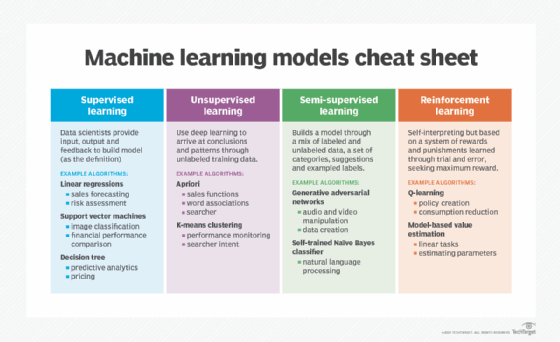 Machine learning models cheat sheet
Supervised
learning
Data scientists provide
input, output and
feedback to build model
(as the definition)
EXAMPLE ALGORITHMS:
Linear regressions
sales forecasting
risk assessment
Support vector machines
image classification
financial performance
comparison
Decision tree
predictive analytics
pricing
Unsupervised
learning
Use deep learning to
arrive at conclusions
and patterns through
unlabeled training data.
EXAMPLE ALGORITHMS:
Apriori
sales functions
word associations
searcher
K-means clustering
performance monitoring
searcher intent
Semi-supervised
learning
Builds a model through
a mix of labeled and
unlabeled data, a set of
categories, suggestions
and exampled labels.
EXAMPLE ALGORITHMS:
Generative adversarial
networks
audio and video
manipulation
data creation
Self-trained Naïve Bayes
classifier
natural language
processing
Reinforcement
learning
Self-interpreting but based
on a system of rewards
and punishments learned
through trial and error,
seeking maximum reward.
EXAMPLE ALGORITHMS:
Q-learning
policy creation
consumption reduction
Model-based value
estimation
linear tasks
estimating parameters
TechTarget